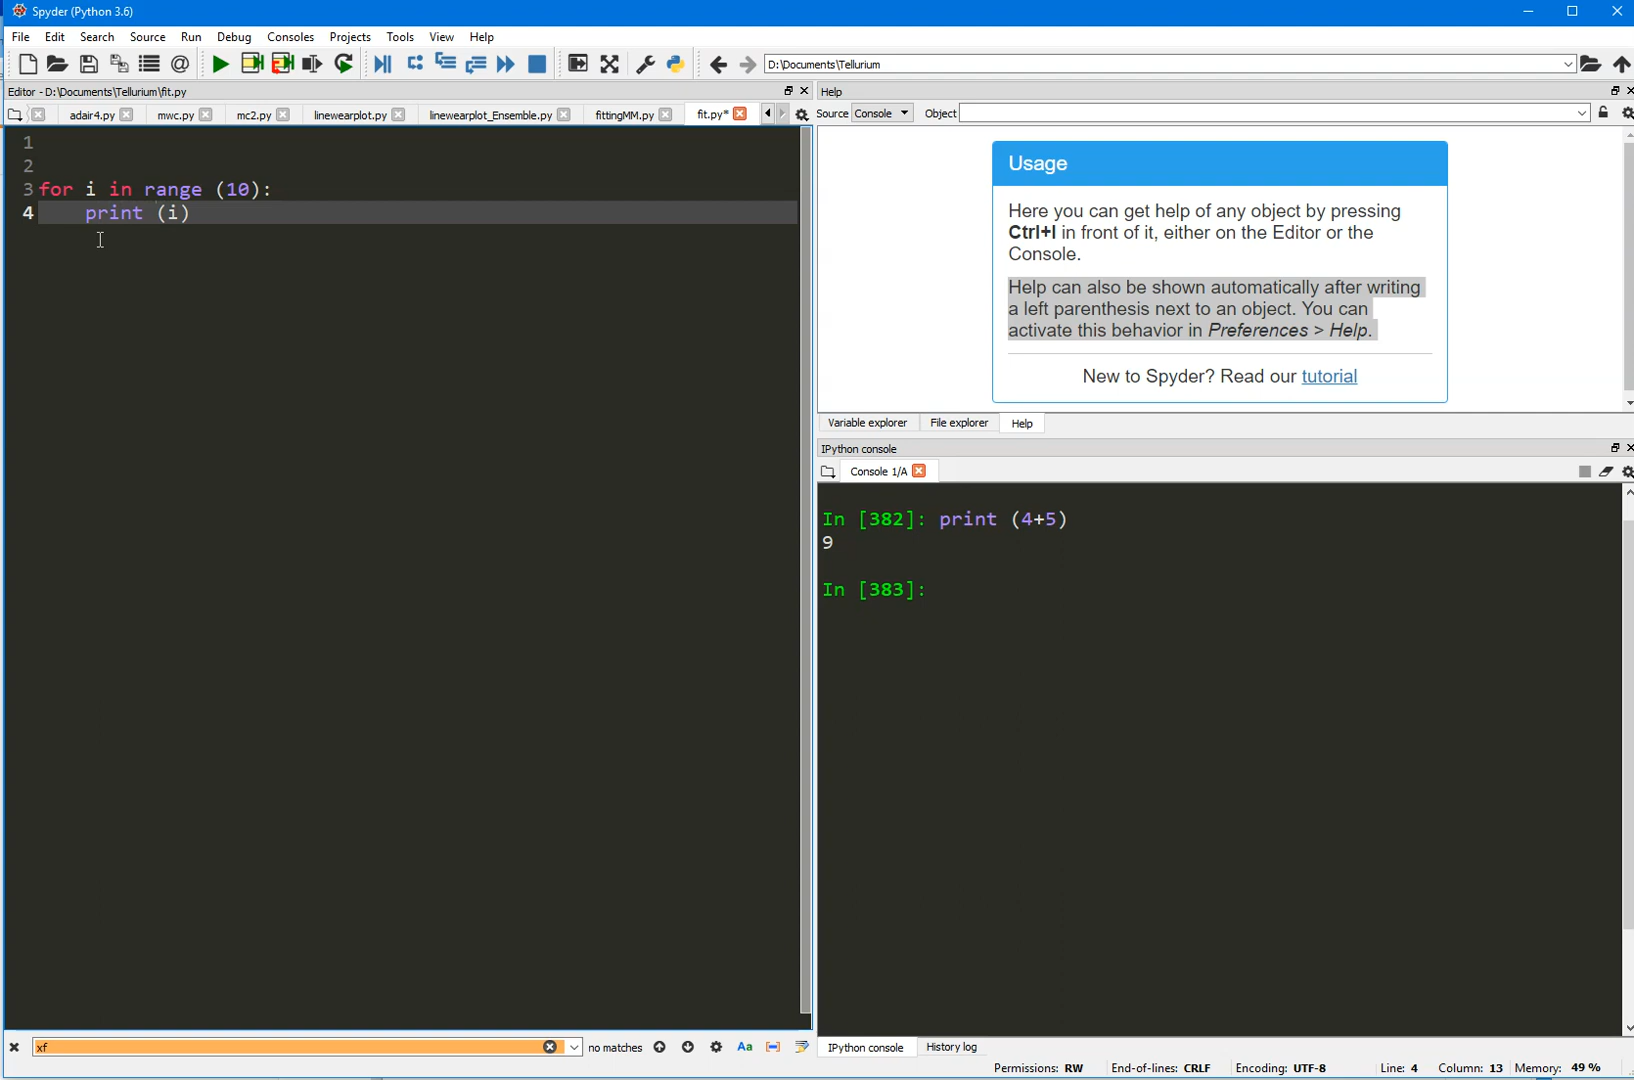 Spyder (Python 3.6)
File Edit Search Source Run Debug Consoles Projects Tools View Help
D:\Documents\Tellurium
Editor - D:\Documents\Tellurium\fit.py
adair4.py mwc.py mc2.py linewearplot.py linewearplot_Ensemble.py fittingMM.py fit.py*
1
2
3 for i in range (10):
4 print (i)
xf
no matches
Aa
Help
Source Console Object
Usage
Here you can get help of any object by pressing
Ctrl+I in front of it, either on the Editor or the
Console.
Help can also be shown automatically after writing
a left parenthesis next to an object. You can
activate this behavior in Preferences > Help.
New to Spyder? Read our tutorial
Variable explorer File explorer Help
IPython console
Console 1/A
In [382]: print (4+5)
9
In [383]:
IPython console History log
Permissions: RW End-of-lines: CRLF Encoding: UTF-8 Line: 4 Column: 13 Memory: 49 %